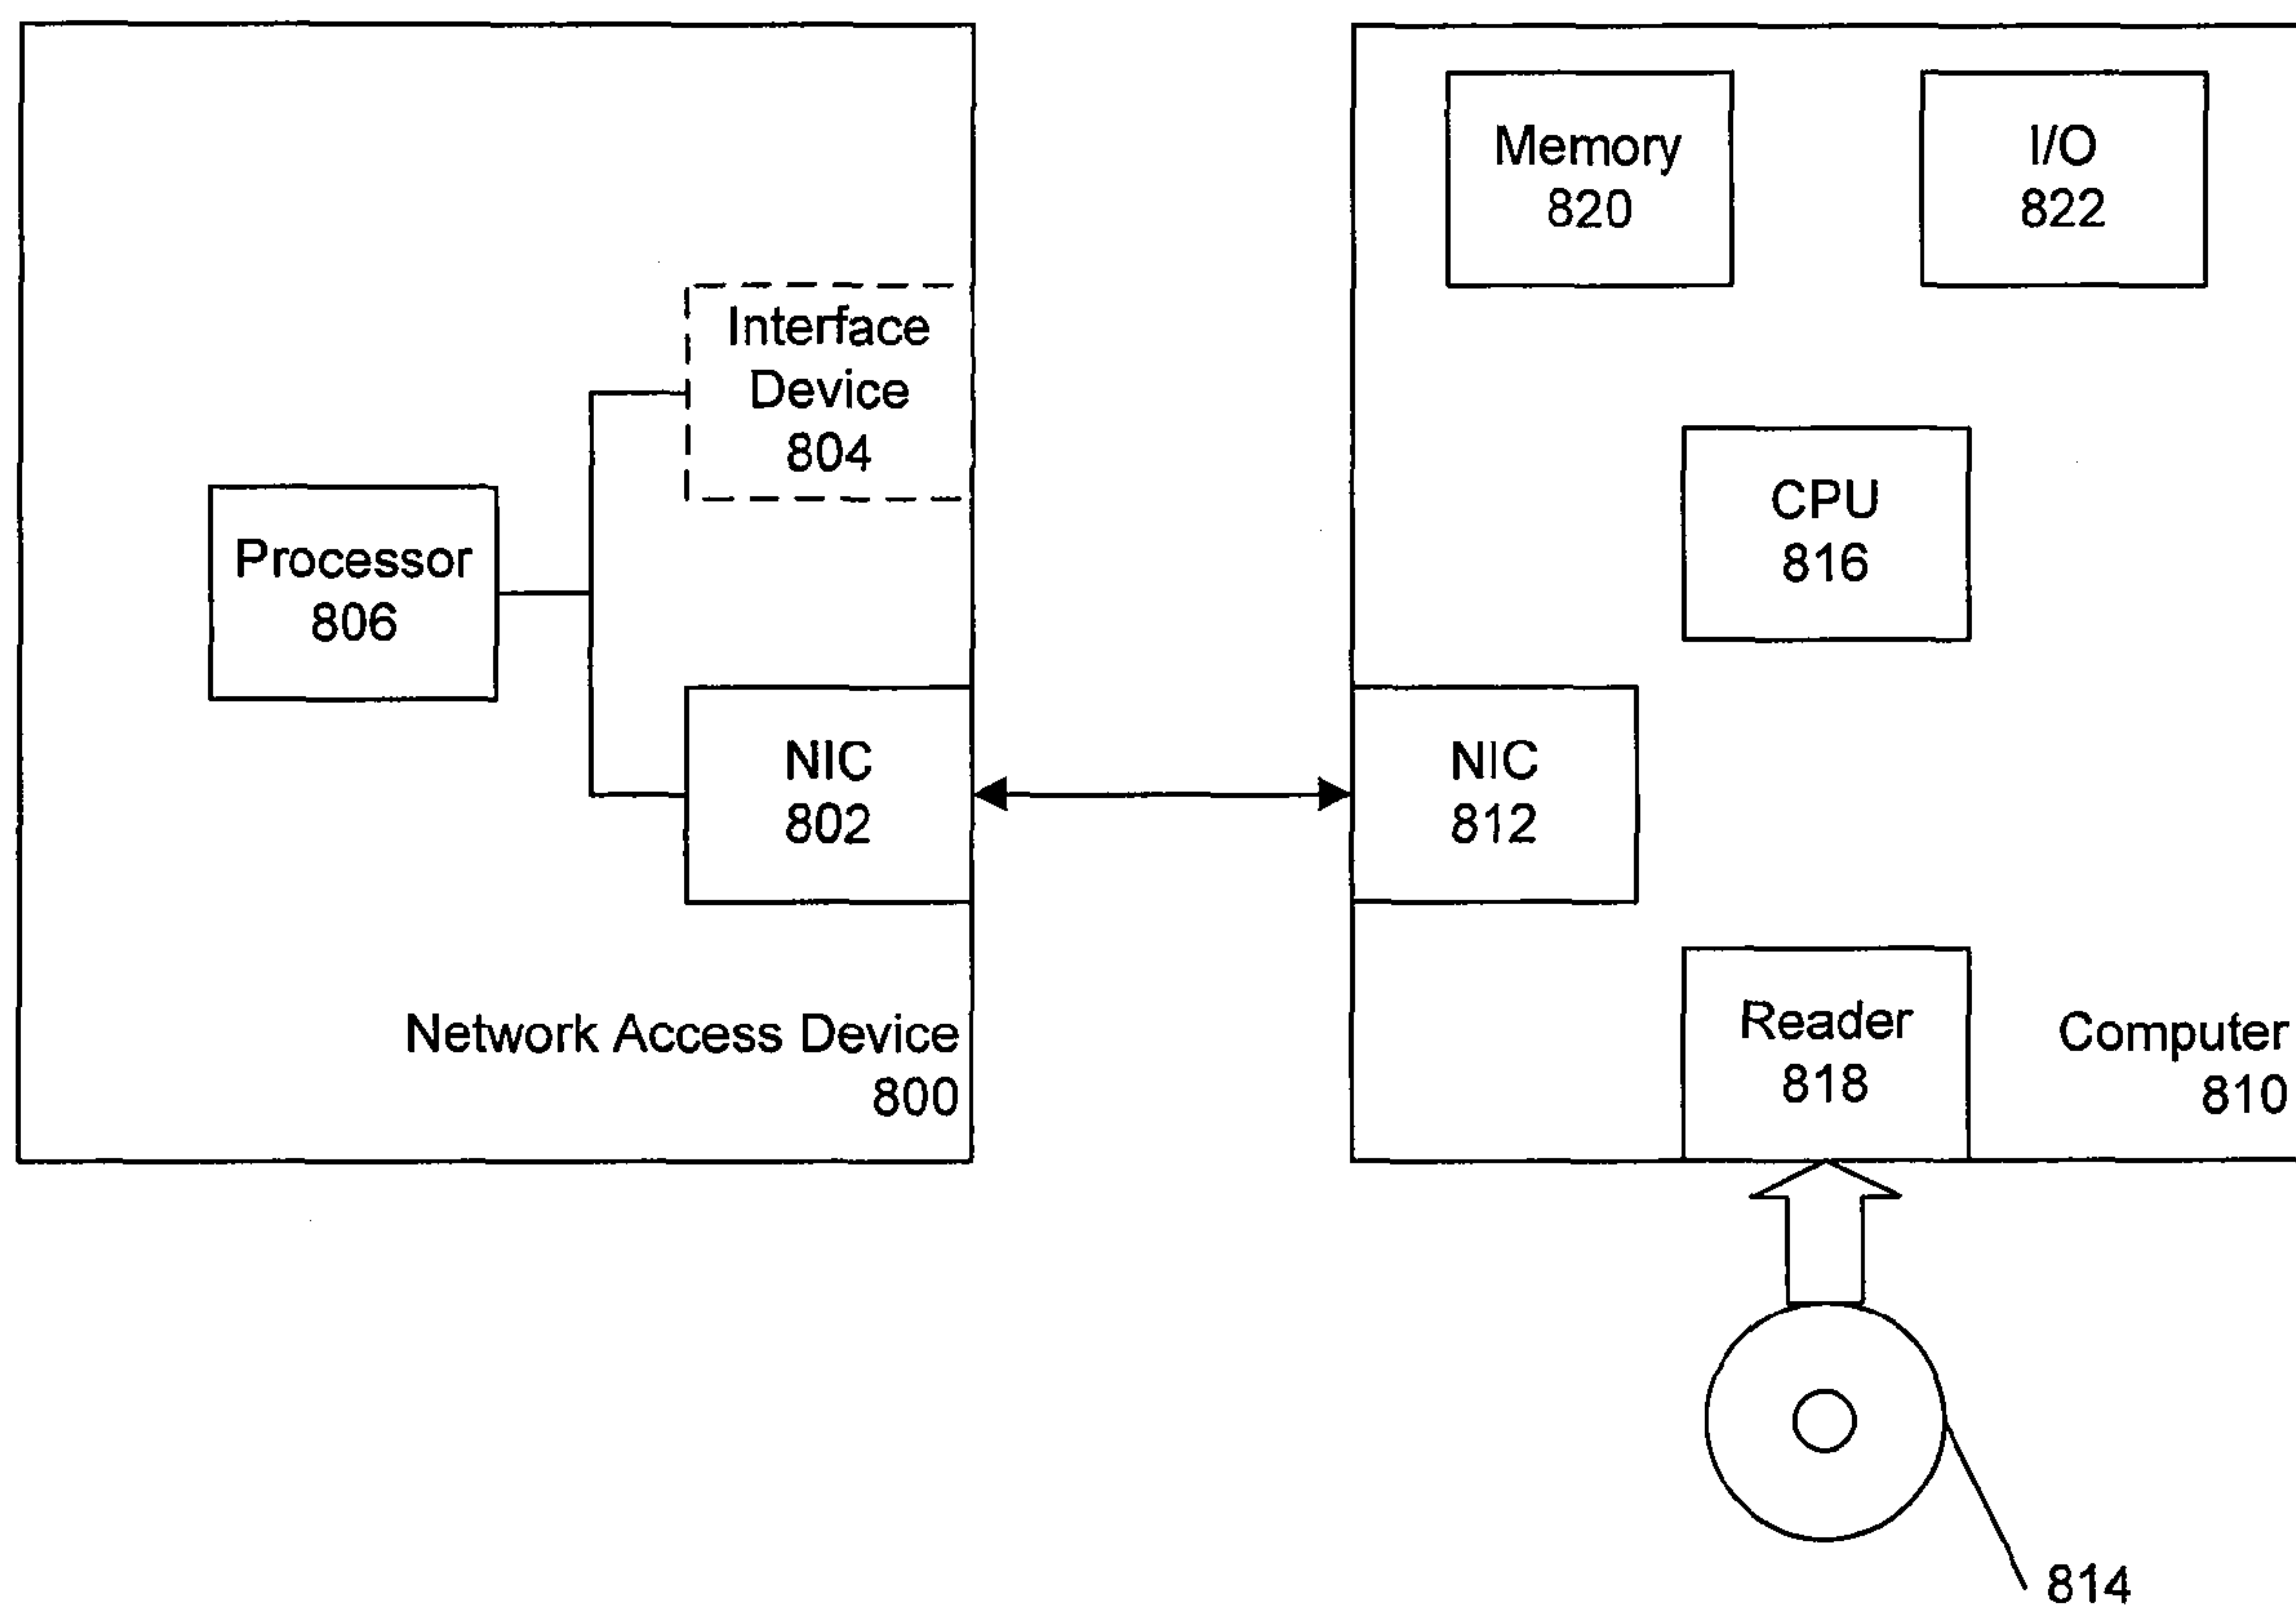 Interface
Device
804
Processor
806
NIC
802
Network Access Device
800
Memory
820
I/O
822
CPU
816
NIC
812
Reader
818
Computer
810
814